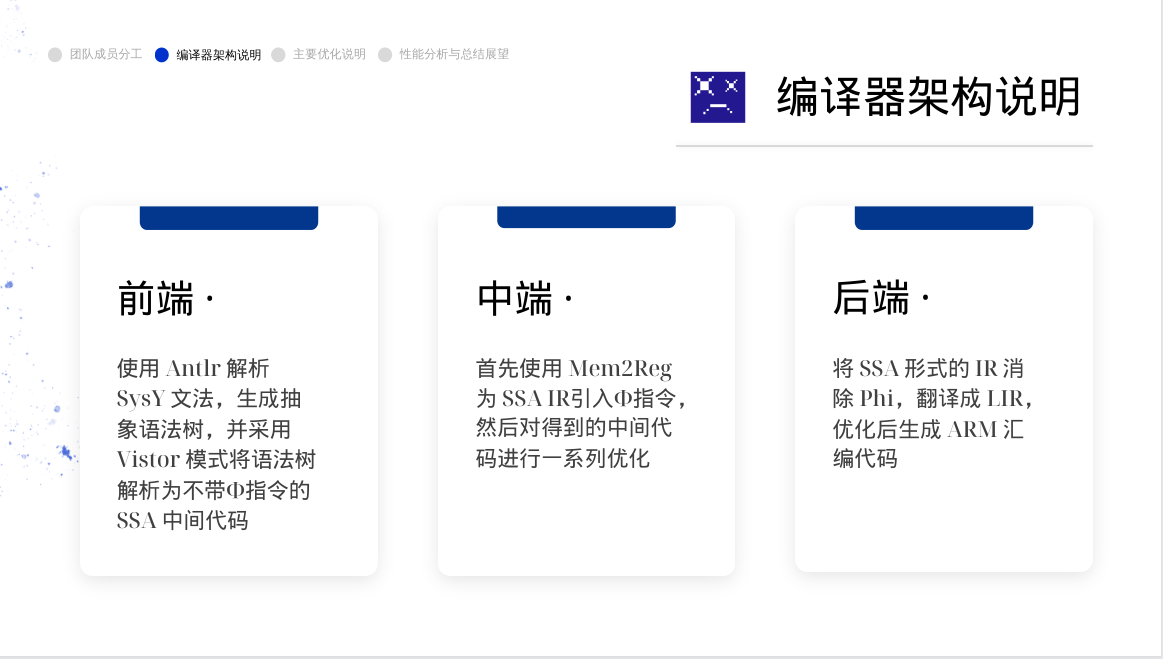 团队成员分工 编译器架构说明 主要优化说明 性能分析与总结展望
编译器架构说明
前端 ·
使用 Antlr 解析
SysY 文法，生成抽
象语法树，并采用
Vistor 模式将语法树
解析为不带Φ指令的
SSA 中间代码
中端 ·
首先使用 Mem2Reg
为 SSA IR引入Φ指令，
然后对得到的中间代
码进行一系列优化
后端 ·
将 SSA 形式的 IR 消
除 Phi，翻译成 LIR，
优化后生成 ARM 汇
编代码